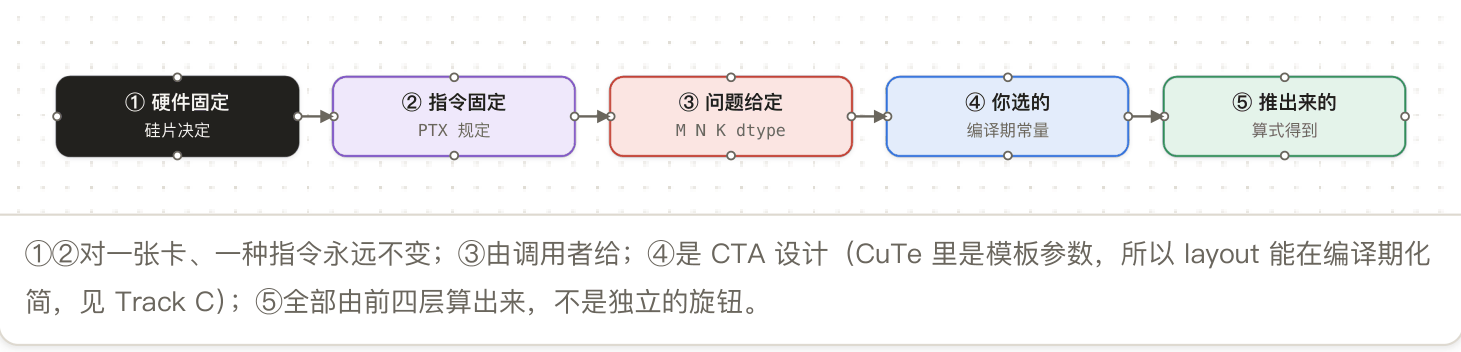 ① 硬件固定
硅片决定
② 指令固定
PTX 规定
③ 问题给定
M N K dtype
④ 你选的
编译期常量
⑤ 推出来的
算式得到
①②对一张卡、一种指令永远不变；③由调用者给；④是 CTA 设计（CuTe 里是模板参数，所以 layout 能在编译期化
简，见 Track C）；⑤全部由前四层算出来，不是独立的旋钮。